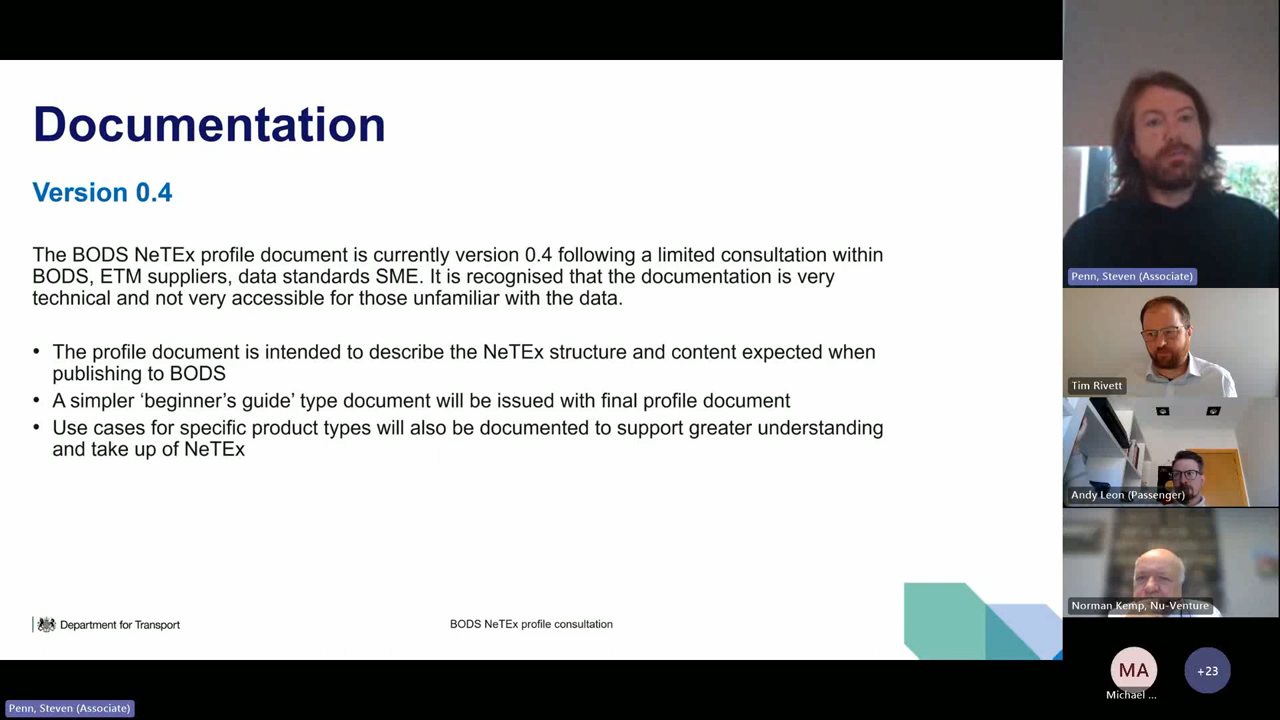 Documentation
Version 0.4
The BODS NeTEx profile document is currently version 0.4 following a limited consultation within
BODS, ETM suppliers, data standards SME. It is recognised that the documentation is very
technical and not very accessible for those unfamiliar with the data.
• The profile document is intended to describe the NeTEx structure and content expected when
publishing to BODS
• A simpler ‘beginner’s guide’ type document will be issued with final profile document
• Use cases for specific product types will also be documented to support greater understanding
and take up of NeTEx
Department for Transport
BODS NeTEx profile consultation
Penn, Steven (Associate)
Tim Rivett
Andy Leon (Passenger)
Norman Kemp, Nu-Venture
MA
Michael ...
+23
Penn, Steven (Associate)